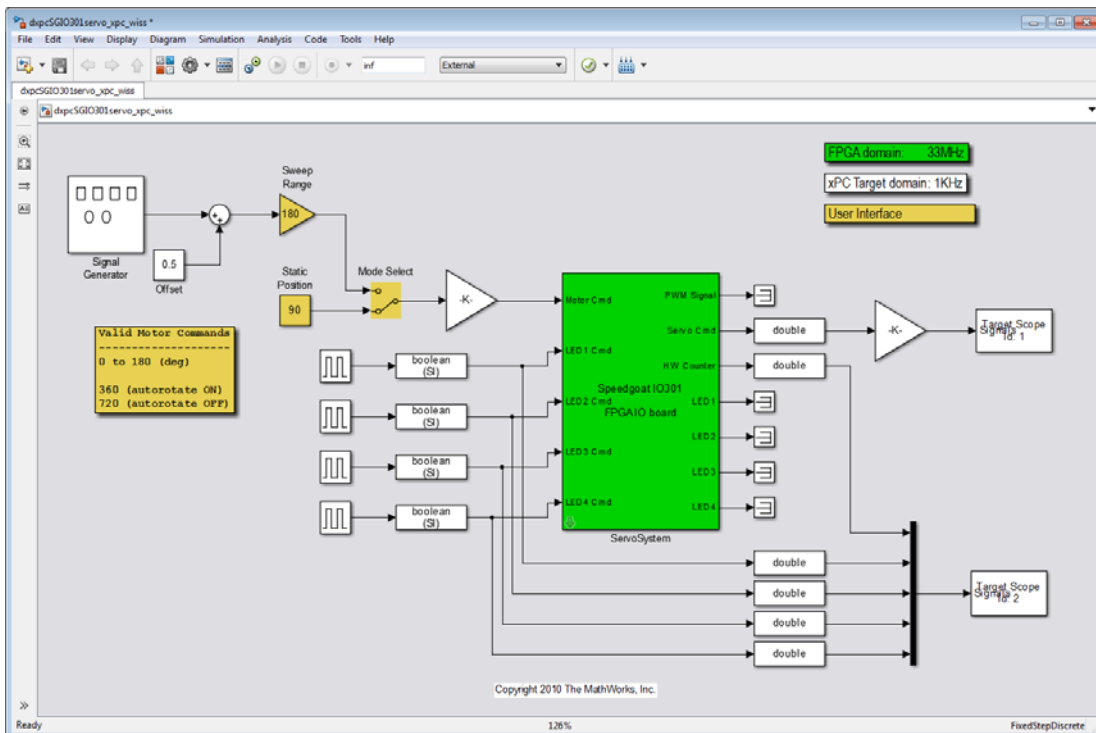 dxpcSGIO301servo_xpc_wiss *
File Edit View Display Diagram Simulation Analysis Code Tools Help
inf
External
dxpcSGIO301servo_xpc_wiss
dxpcSGIO301servo_xpc_wiss
FPGA domain: 33MHz
xPC Target domain: 1KHz
User Interface
Sweep
Range
180
Signal
Generator
0.5
Offset
Static
Position
90
Mode Select
-K-
Valid Motor Commands
--------------------
0 to 180 (deg)
360 (autorotate ON)
720 (autorotate OFF)
boolean
(SI)
boolean
(SI)
boolean
(SI)
boolean
(SI)
Motor Cmd
LED1 Cmd
LED2 Cmd
LED3 Cmd
LED4 Cmd
Speedgoat IO301
FPGAIO board
PWM Signal
Servo Cmd
HW Counter
LED1
LED2
LED3
LED4
ServoSystem
double
double
-K-
Target Scope
Signals
Id: 1
double
double
double
double
Target Scope
Signals
Id: 2
Copyright 2010 The MathWorks, Inc.
Ready
126%
FixedStepDiscrete